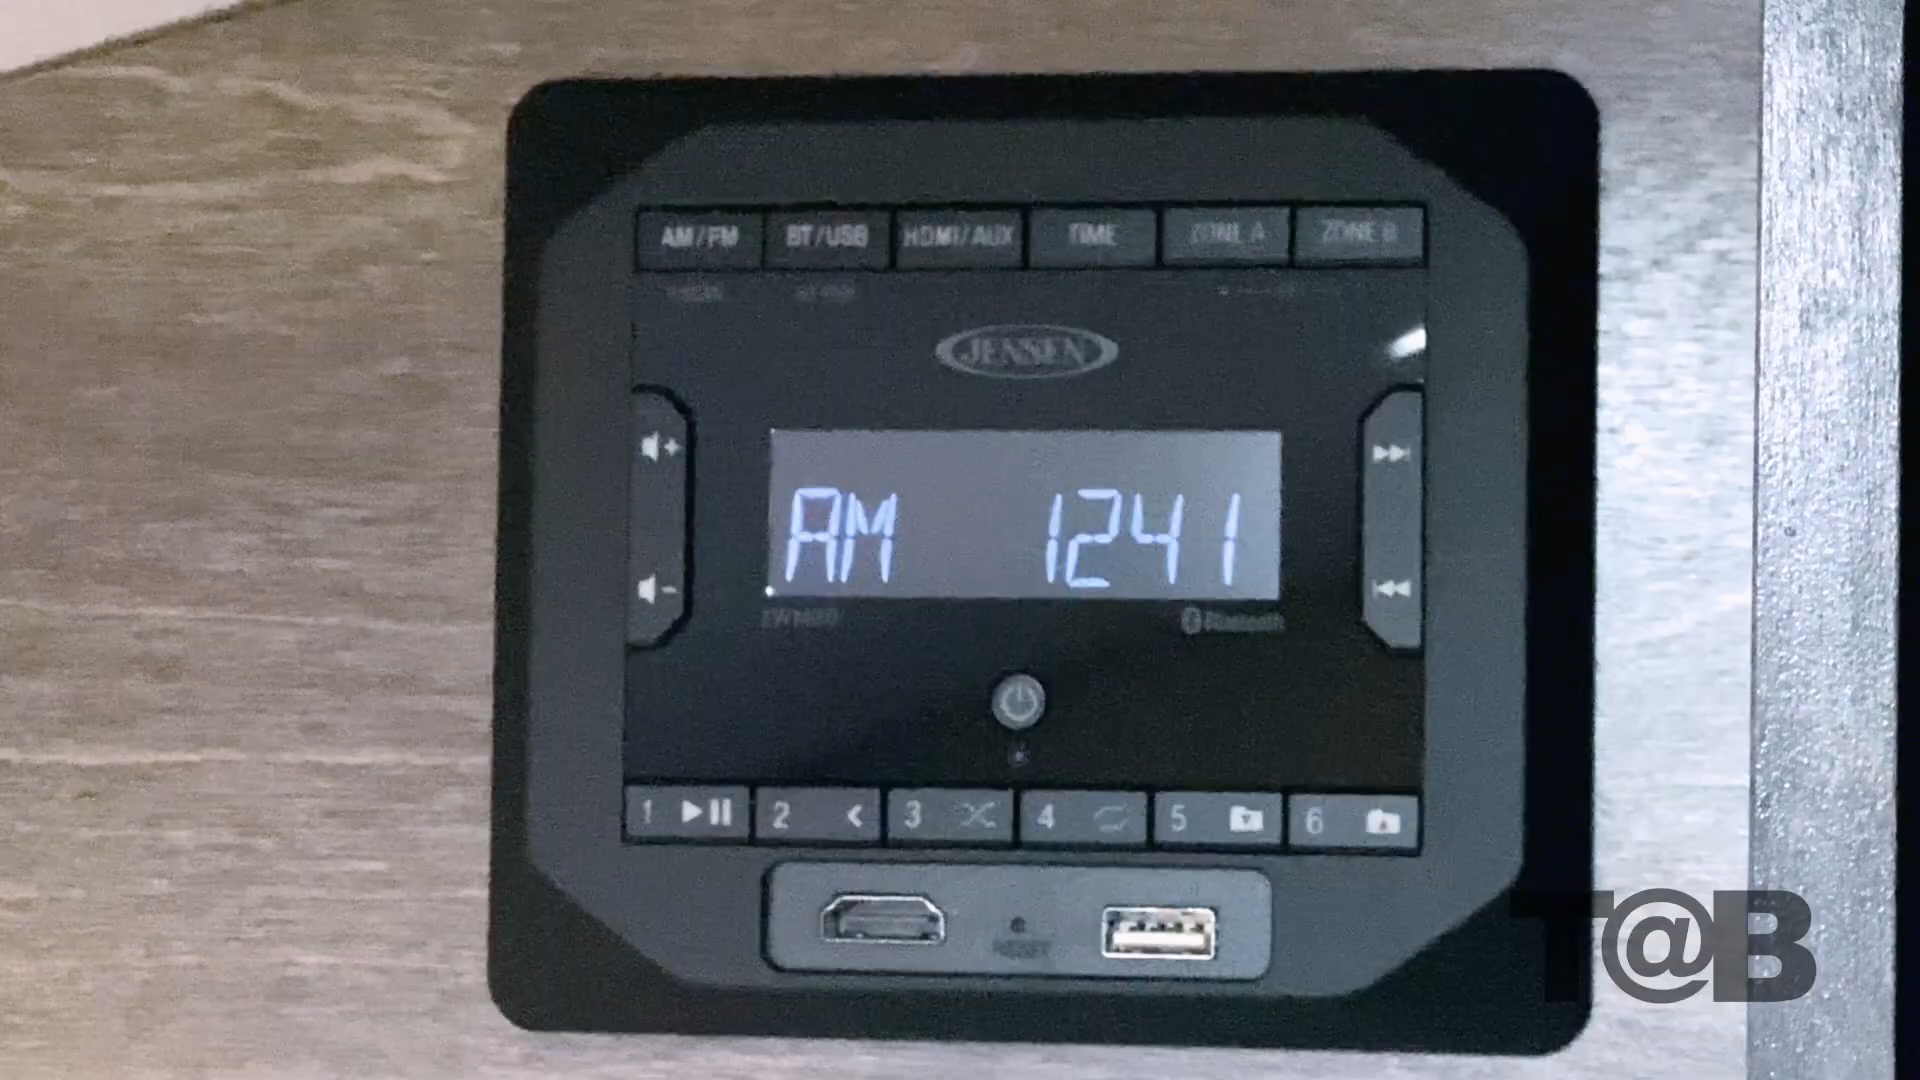 AM/FM BT/USB HDMI/AUX TIME ZONE A ZONE B
JENSEN
AM 1241
Bluetooth
1 2 3 4 5 6
RESET
T@B